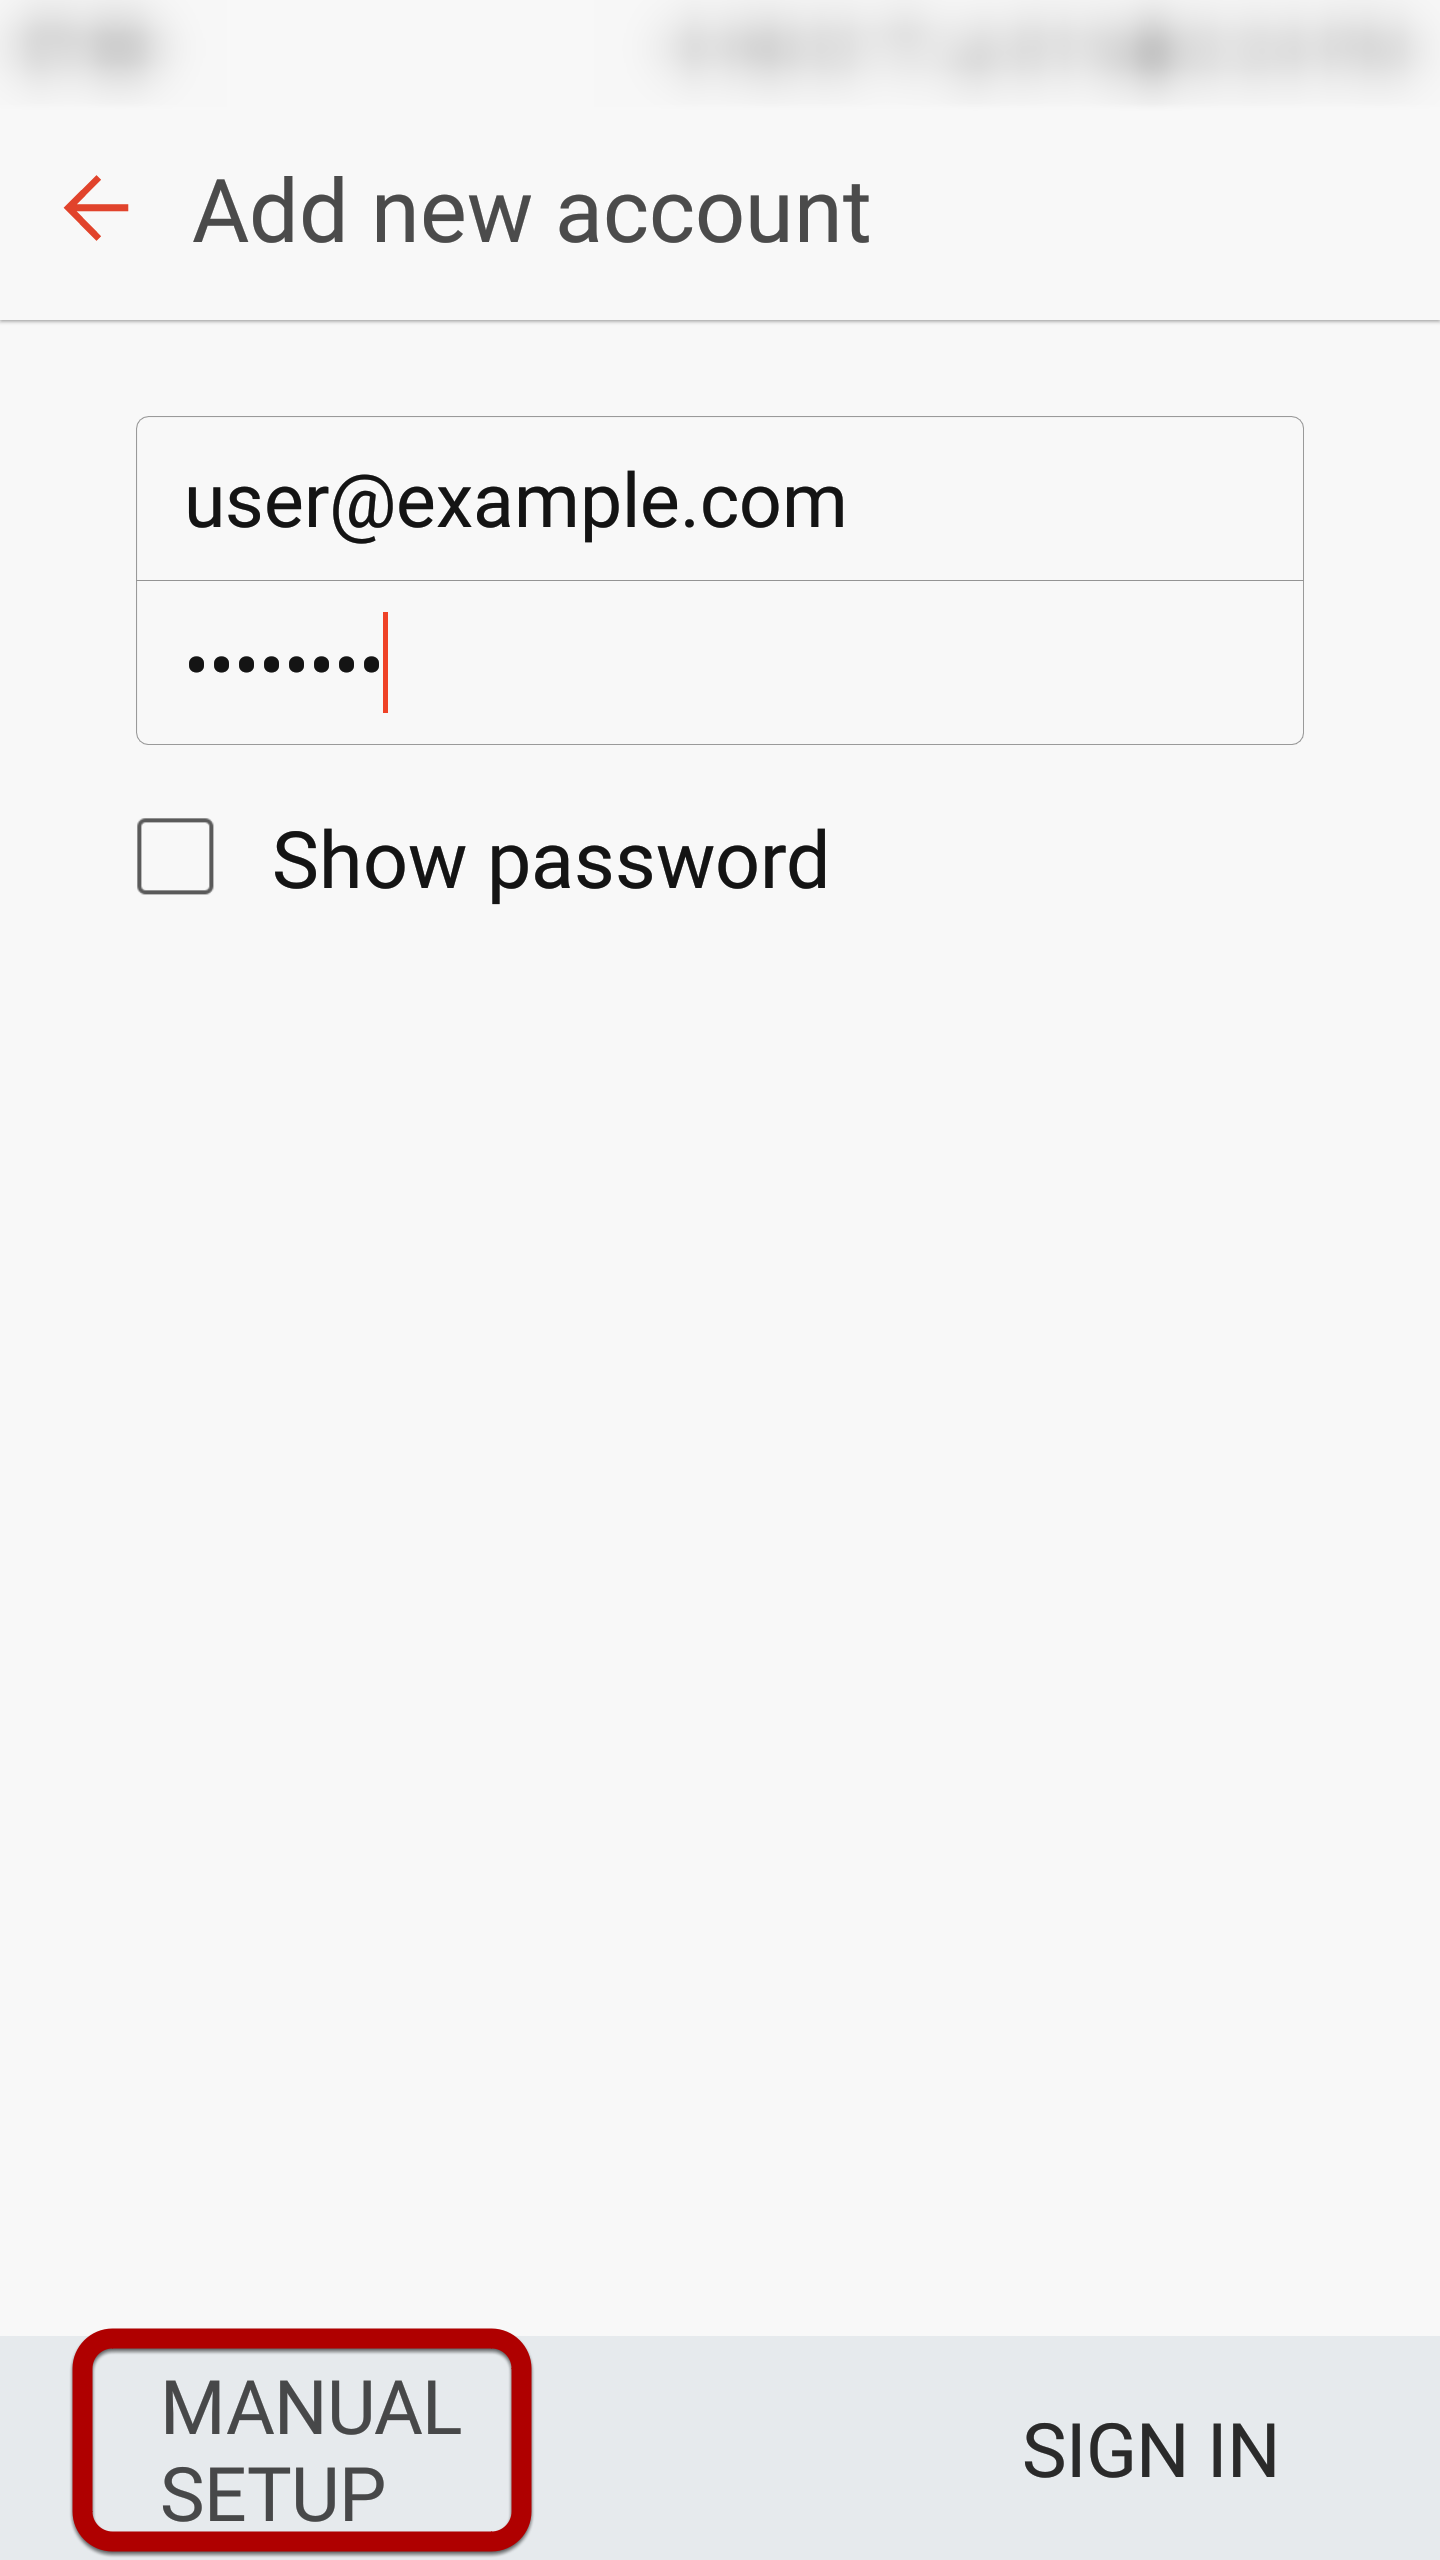 Add new account
user@example.com
••••••••
Show password
MANUAL
SETUP
SIGN IN